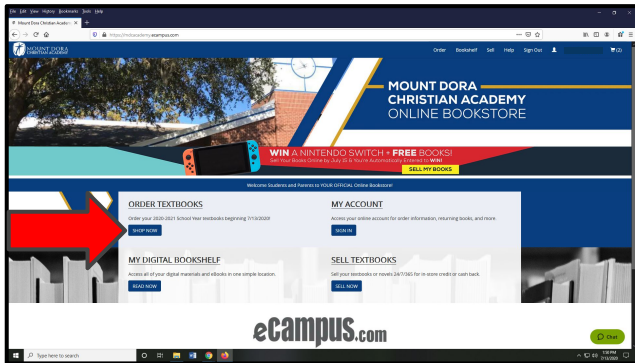 File Edit View History Bookmarks Tools Help
Mount Dora Christian Academ
https://mdcacademy.ecampus.com
MOUNT DORA
CHRISTIAN ACADEMY
Order Bookshelf Sell Help Sign Out (2)
MOUNT DORA
CHRISTIAN ACADEMY
ONLINE BOOKSTORE
WIN A NINTENDO SWITCH + FREE BOOKS!
Sell Your Books Online by July 15 & You're Automatically Entered to WIN!
SELL MY BOOKS
Welcome Students and Parents to YOUR OFFICIAL Online Bookstore!
ORDER TEXTBOOKS
Order your 2020-2021 School Year textbooks beginning 7/13/2020!
SHOP NOW
MY ACCOUNT
Access your online account for order information, returning books, and more.
SIGN IN
MY DIGITAL BOOKSHELF
Access all of your digital materials and eBooks in one simple location.
READ NOW
SELL TEXTBOOKS
Sell your textbooks or novels 24/7/365 for in-store credit or cash back.
SELL NOW
eCampus.com
Chat
Type here to search
1:50 PM
7/13/2020